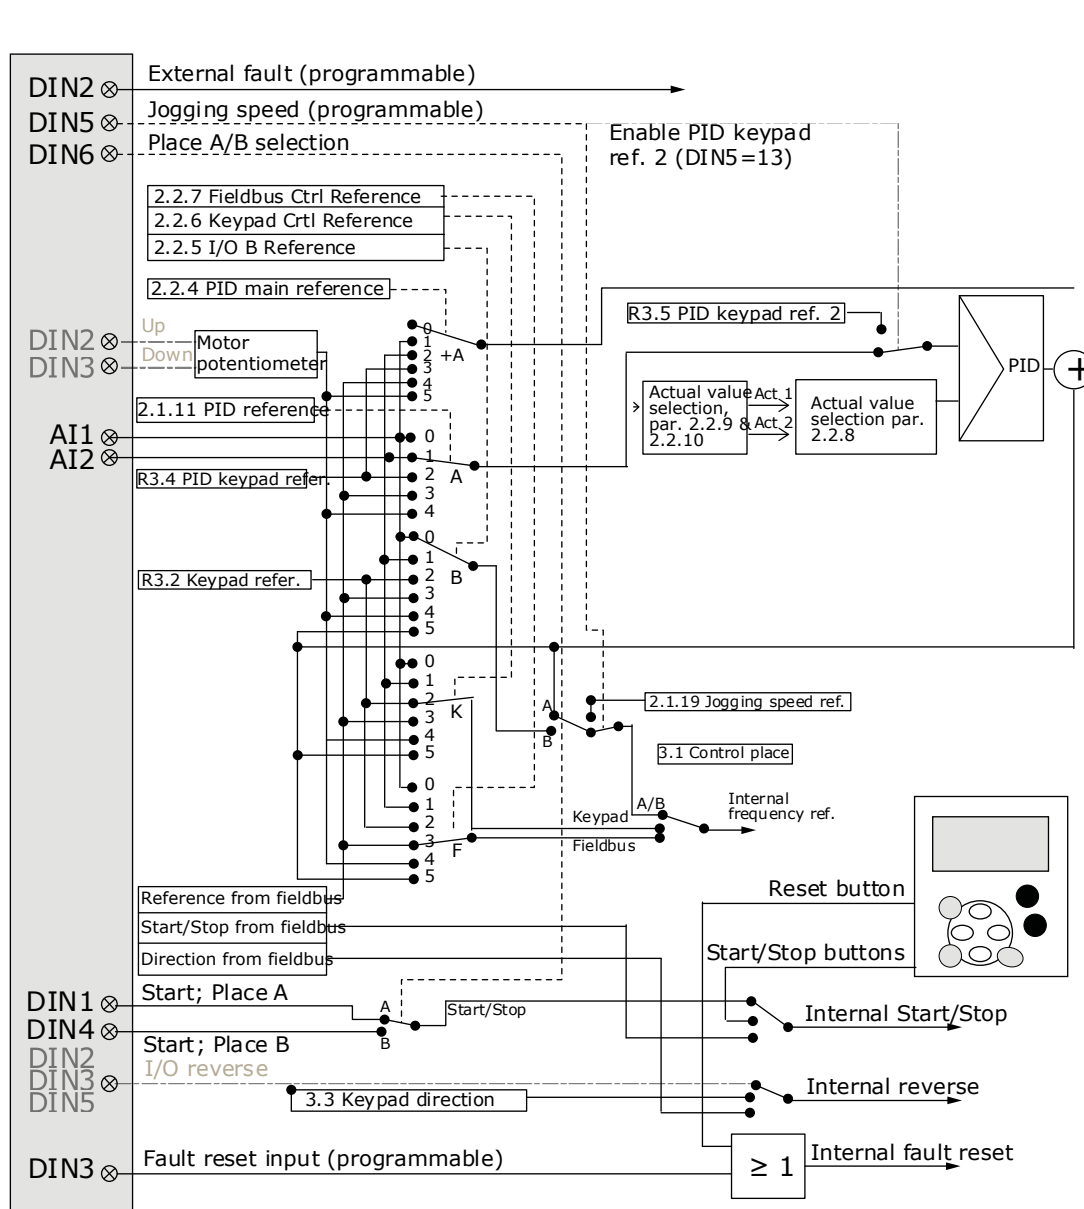 DIN2
External fault (programmable)
DIN5
Jogging speed (programmable)
DIN6
Place A/B selection
Enable PID keypad
ref. 2 (DIN5=13)
2.2.7 Fieldbus Ctrl Reference
2.2.6 Keypad Crtl Reference
2.2.5 I/O B Reference
2.2.4 PID main reference
R3.5 PID keypad ref. 2
DIN2
Up
DIN3
Down
Motor
potentiometer
0
1
2
3
4
5
+A
PID
+
Actual value
selection,
par. 2.2.9 &
2.2.10
Act 1
Act 2
Actual value
selection par.
2.2.8
2.1.11 PID reference
AI1
AI2
R3.4 PID keypad refer.
0
1
2
3
4
A
R3.2 Keypad refer.
0
1
2
3
4
5
B
0
1
2
3
4
5
K
A
B
2.1.19 Jogging speed ref.
3.1 Control place
0
1
2
3
4
5
F
A/B
Keypad
Fieldbus
Internal
frequency ref.
Reference from fieldbus
Start/Stop from fieldbus
Direction from fieldbus
Reset button
Start/Stop buttons
DIN1
Start; Place A
DIN4
Start; Place B
A
B
Start/Stop
Internal Start/Stop
DIN2
DIN3
DIN5
I/O reverse
3.3 Keypad direction
Internal reverse
DIN3
Fault reset input (programmable)
≥ 1
Internal fault reset